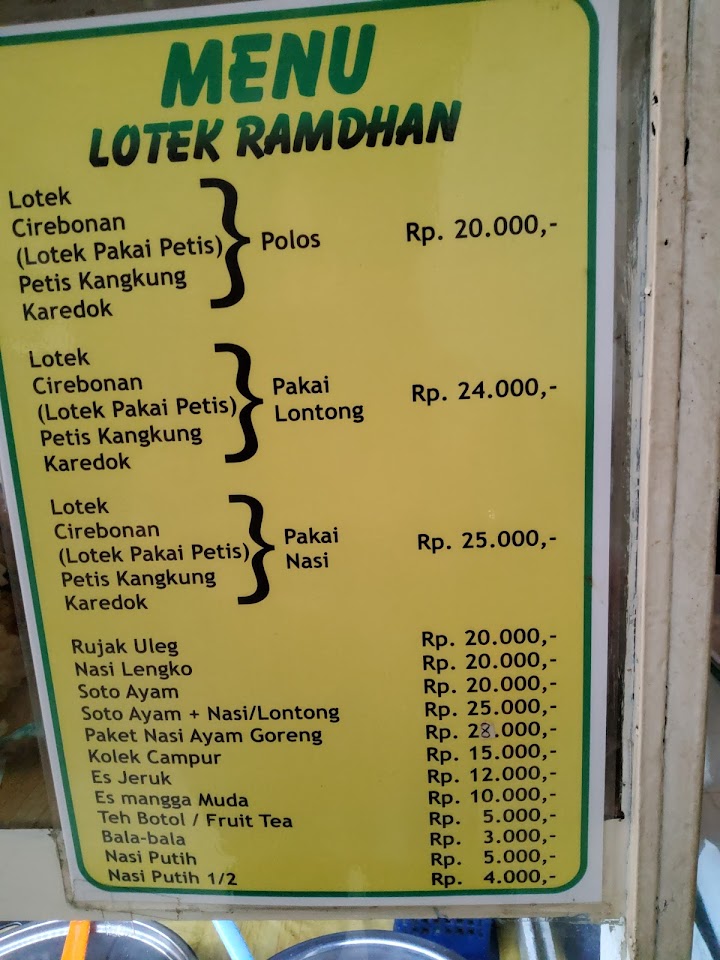 MENU
LOTEK RAMDHAN
Lotek
Cirebonan
(Lotek Pakai Petis)
Petis Kangkung
Karedok
Polos
Rp. 20.000,-
Lotek
Cirebonan
(Lotek Pakai Petis)
Petis Kangkung
Karedok
Pakai
Lontong
Rp. 24.000,-
Lotek
Cirebonan
(Lotek Pakai Petis)
Petis Kangkung
Karedok
Pakai
Nasi
Rp. 25.000,-
Rujak Uleg Rp. 20.000,-
Nasi Lengko Rp. 20.000,-
Soto Ayam Rp. 20.000,-
Soto Ayam + Nasi/Lontong Rp. 25.000,-
Paket Nasi Ayam Goreng Rp. 28.000,-
Kolek Campur Rp. 15.000,-
Es Jeruk Rp. 12.000,-
Es mangga Muda Rp. 10.000,-
Teh Botol / Fruit Tea Rp. 5.000,-
Bala-bala Rp. 3.000,-
Nasi Putih Rp. 5.000,-
Nasi Putih 1/2 Rp. 4.000,-